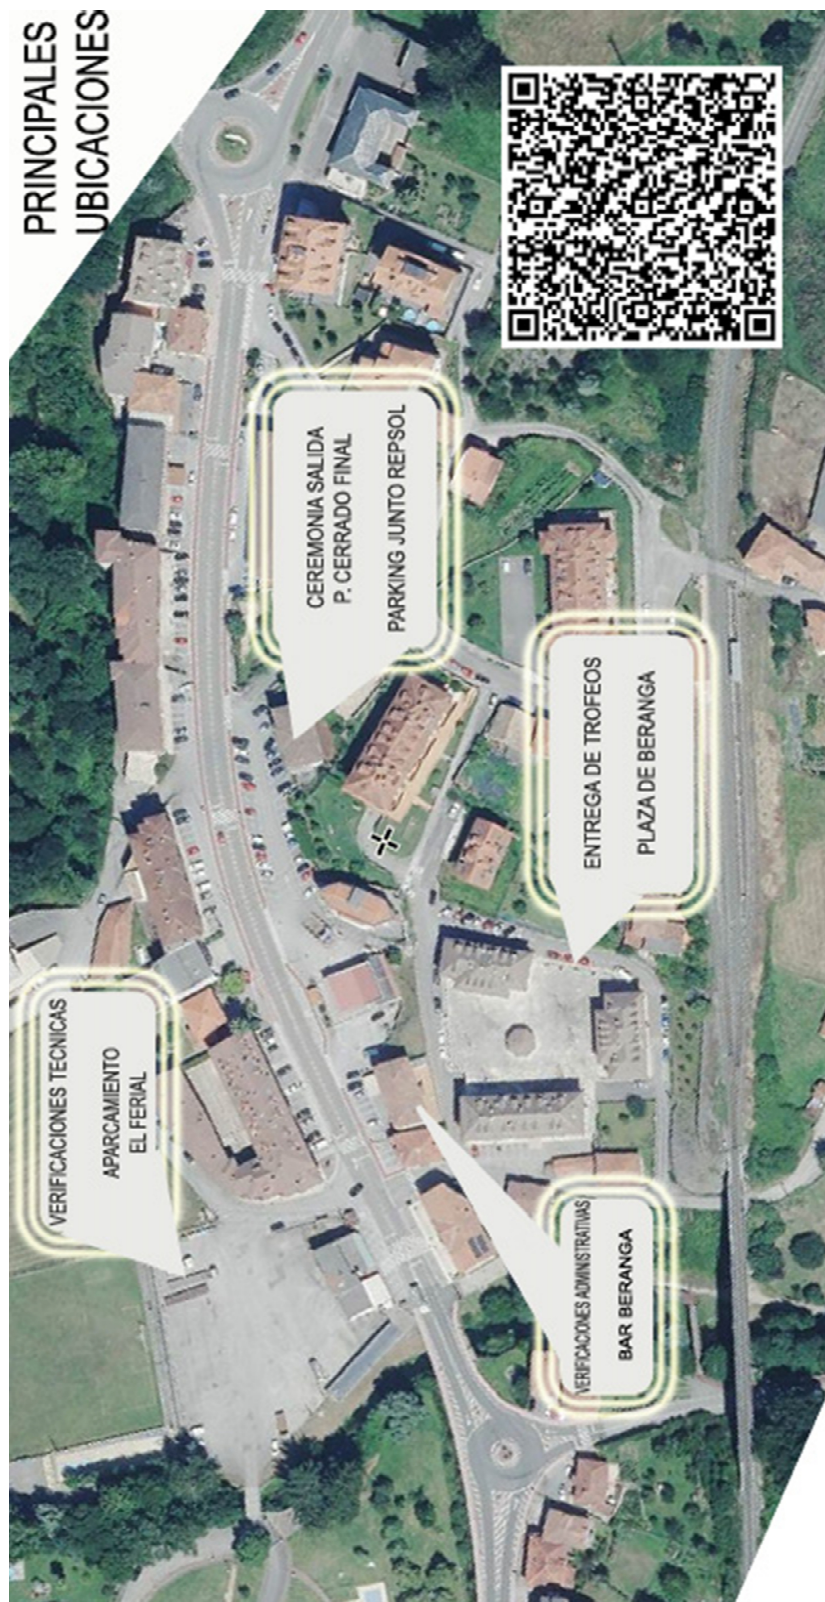 PRINCIPALES
UBICACIONES
VERIFICACIONES TECNICAS
APARCAMIENTO
EL FERIAL
CEREMONIA SALIDA
P. CERRADO FINAL
PARKING JUNTO REPSOL
ENTREGA DE TROFEOS
PLAZA DE BERANGA
VERIFICACIONES ADMINISTRATIVAS
BAR BERANGA